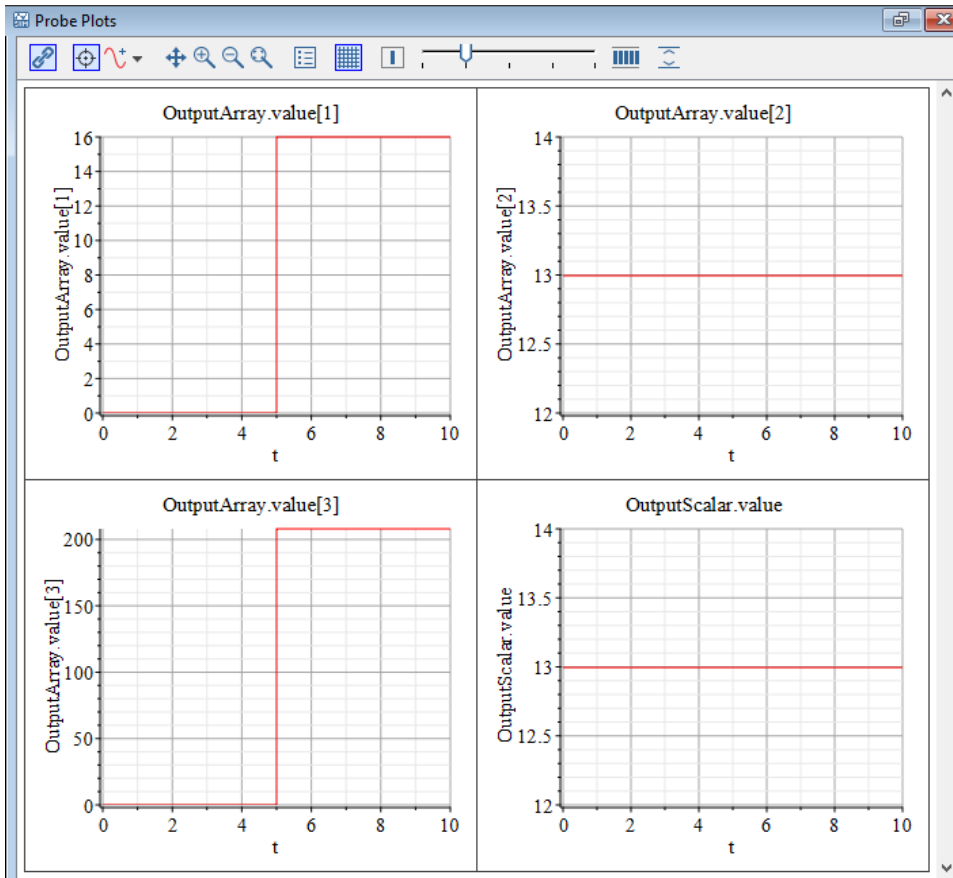 Probe Plots
OutputArray.value[1]
OutputArray.value[1]
16
14
12
10
8
6
4
2
0
0 2 4 6 8 10
t
OutputArray.value[2]
OutputArray.value[2]
14
13.5
13
12.5
12
0 2 4 6 8 10
t
OutputArray.value[3]
OutputArray.value[3]
200
150
100
50
0
0 2 4 6 8 10
t
OutputScalar.value
OutputScalar.value
14
13.5
13
12.5
12
0 2 4 6 8 10
t